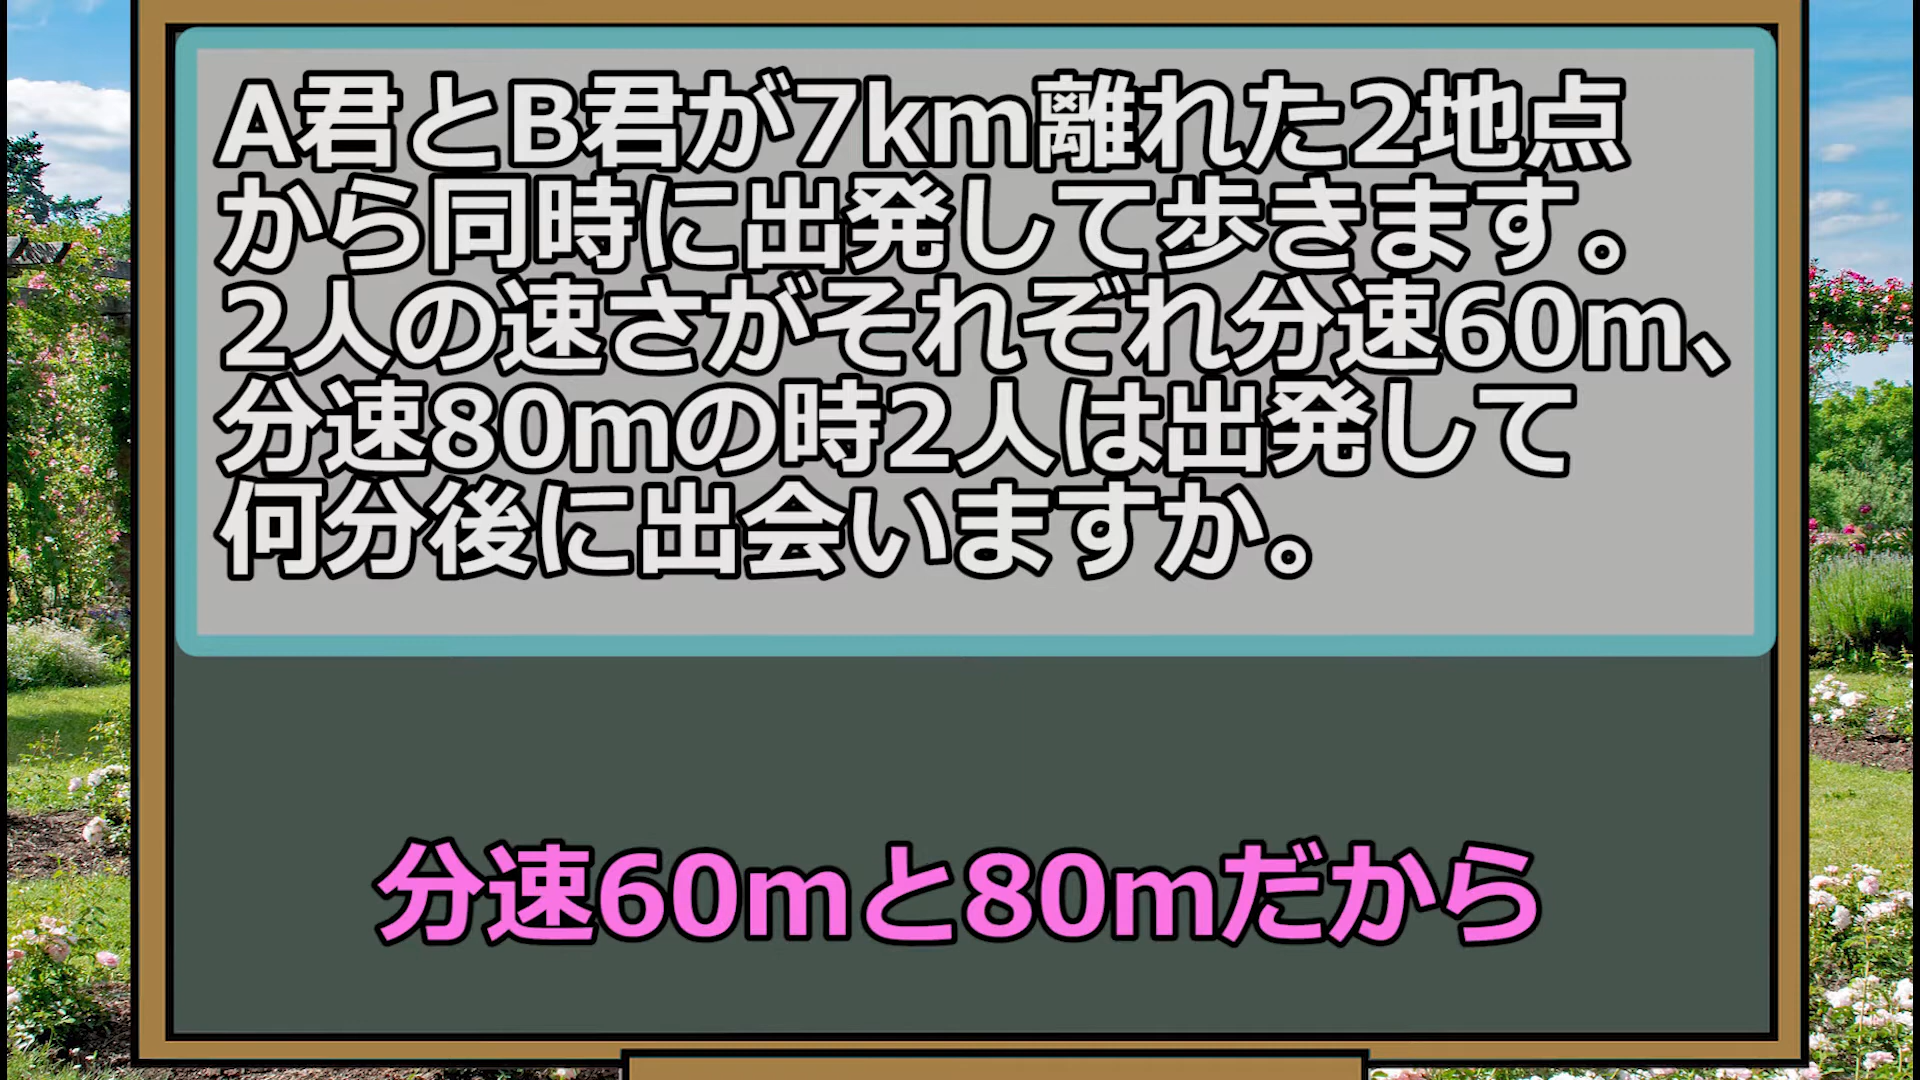 A君とB君が7km離れた2地点
から同時に出発して歩きます。
2人の速さがそれぞれ分速60m、
分速80mの時2人は出発して
何分後に出会いますか。
分速60mと80mだから